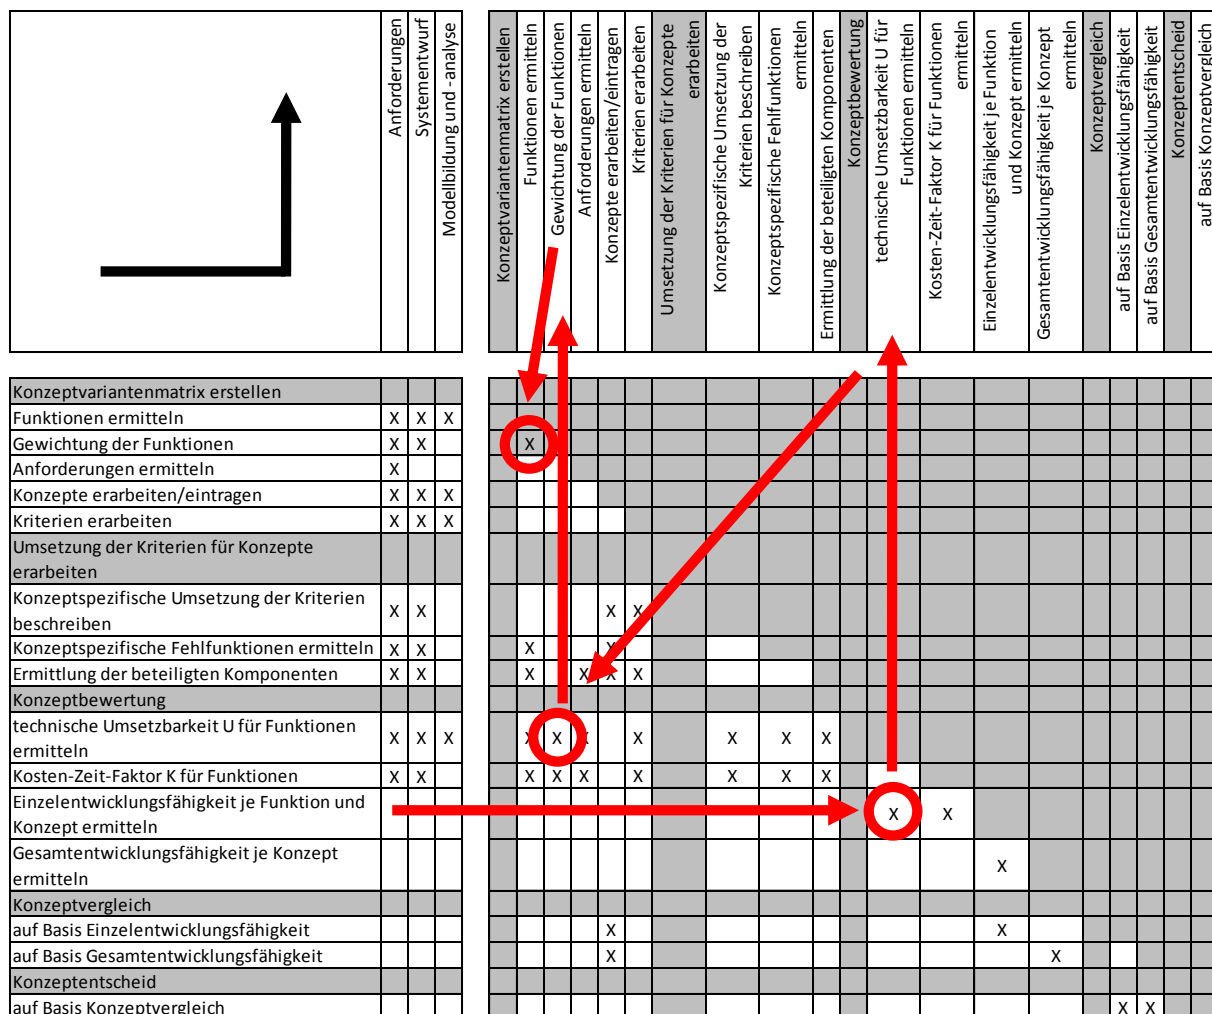 Anforderungen
Systementwurf
Modellbildung und -analyse
Konzeptvariantenmatrix erstellen
Funktionen ermitteln
Gewichtung der Funktionen
Anforderungen ermitteln
Konzepte erarbeiten/eintragen
Kriterien erarbeiten
Umsetzung der Kriterien für Konzepte
erarbeiten
Konzeptspezifische Umsetzung der
Kriterien beschreiben
Konzeptspezifische Fehlfunktionen
ermitteln
Ermittlung der beteiligten Komponenten
Konzeptbewertung
technische Umsetzbarkeit U für
Funktionen ermitteln
Kosten-Zeit-Faktor K für Funktionen
ermitteln
Einzelentwicklungsfähigkeit je Funktion
und Konzept ermitteln
Gesamtentwicklungsfähigkeit je Konzept
ermitteln
Konzeptvergleich
auf Basis Einzelentwicklungsfähigkeit
auf Basis Gesamtentwicklungsfähigkeit
Konzeptentscheid
auf Basis Konzeptvergleich
Konzeptvariantenmatrix erstellen
Funktionen ermitteln X X X
Gewichtung der Funktionen X X X
Anforderungen ermitteln X
Konzepte erarbeiten/eintragen X X X
Kriterien erarbeiten X X X
Umsetzung der Kriterien für Konzepte
erarbeiten
Konzeptspezifische Umsetzung der Kriterien
beschreiben X X X X
Konzeptspezifische Fehlfunktionen ermitteln X X X X
Ermittlung der beteiligten Komponenten X X X X X X
Konzeptbewertung
technische Umsetzbarkeit U für Funktionen
ermitteln X X X X X X X X X X
Kosten-Zeit-Faktor K für Funktionen X X X X X X X X X
Einzelentwicklungsfähigkeit je Funktion und
Konzept ermitteln X X
Gesamtentwicklungsfähigkeit je Konzept
ermitteln X
Konzeptvergleich
auf Basis Einzelentwicklungsfähigkeit X X
auf Basis Gesamtentwicklungsfähigkeit X X
Konzeptentscheid
auf Basis Konzeptvergleich X X